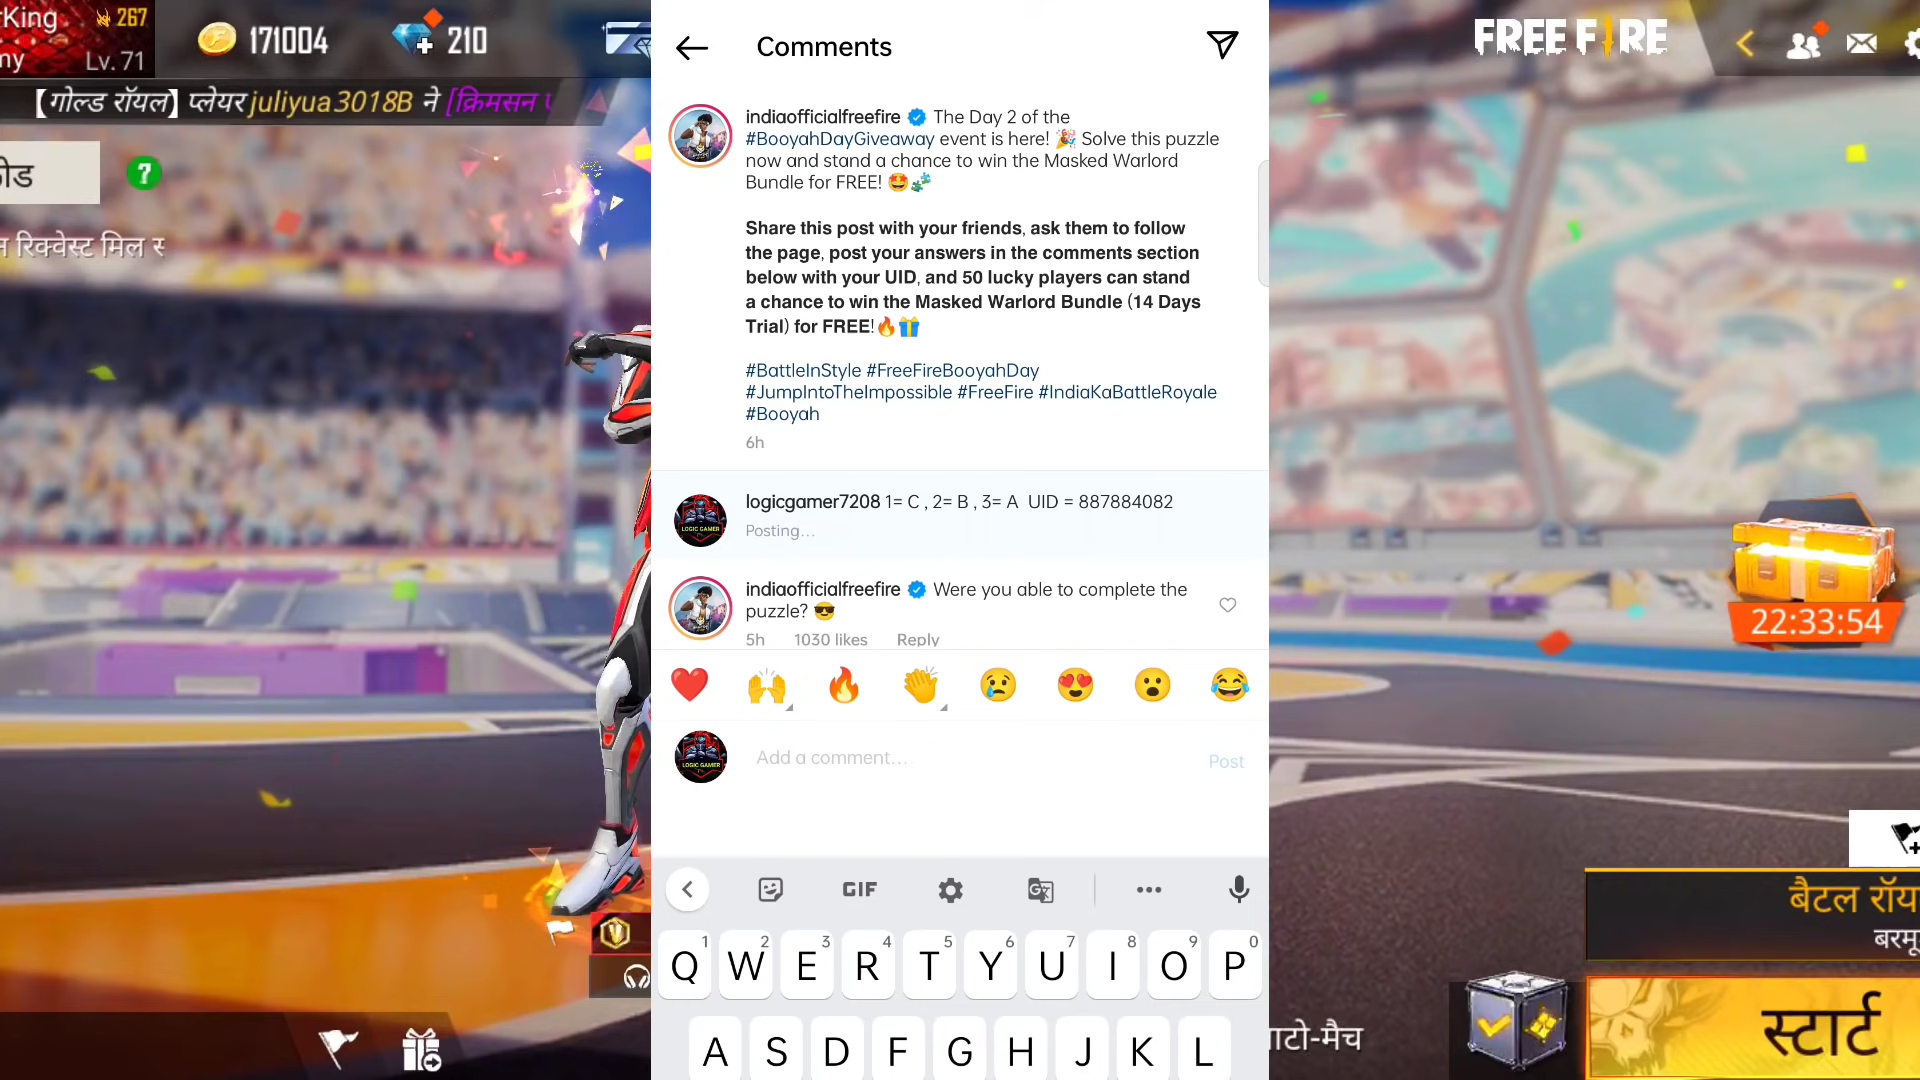 King 267
my Lv. 71
171004
210
【गोल्ड रॉयल】 प्लेयर juliyua3018B ने [क्रिमसन
?
रिक्वेस्ट मिल स
Comments
indiaofficialfreefire The Day 2 of the
#BooyahDayGiveaway event is here! 🎉 Solve this puzzle
now and stand a chance to win the Masked Warlord
Bundle for FREE! 🤩🧩
Share this post with your friends, ask them to follow
the page, post your answers in the comments section
below with your UID, and 50 lucky players can stand
a chance to win the Masked Warlord Bundle (14 Days
Trial) for FREE!🔥🎁
#BattleInStyle #FreeFireBooyahDay
#JumpIntoTheImpossible #FreeFire #IndiaKaBattleRoyale
#Booyah
6h
logicgamer7208 1= C , 2= B , 3= A UID = 887884082
Posting...
indiaofficialfreefire Were you able to complete the
puzzle? 😎
5h 1030 likes Reply
❤️ 🙌 🔥 👏 😢 😍 😮 😂
LOGIC GAMER
Add a comment... Post
GIF
1 2 3 4 5 6 7 8 9 0
Q W E R T Y U I O P
A S D F G H J K L
FREE FIRE
22:33:54
बैटल रॉय
बरमू
स्टार्ट
टो-मैच